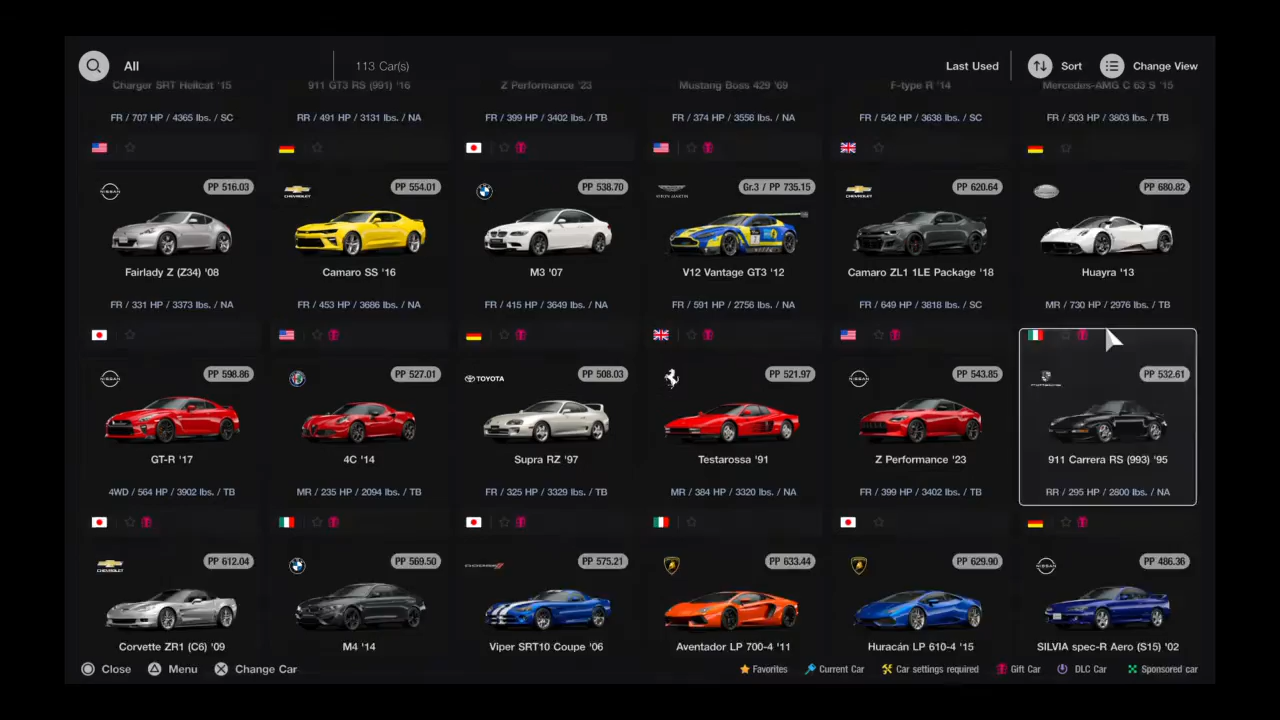 All
113 Car(s)
Last Used
Sort
Change View
Charger SRT Hellcat '15
911 GT3 RS (991) '16
Z Performance '23
Mustang Boss 429 '69
F-type R '14
Mercedes-AMG C 63 S '15
FR / 707 HP / 4365 lbs. / SC
RR / 491 HP / 3131 lbs. / NA
FR / 399 HP / 3402 lbs. / TB
FR / 374 HP / 3556 lbs. / NA
FR / 542 HP / 3638 lbs. / SC
FR / 503 HP / 3803 lbs. / TB
NISSAN
PP 516.03
CHEVROLET
PP 554.01
PP 538.70
ASTON MARTIN
Gr.3 / PP 735.15
CHEVROLET
PP 620.64
PP 680.82
Fairlady Z (Z34) '08
Camaro SS '16
M3 '07
V12 Vantage GT3 '12
Camaro ZL1 1LE Package '18
Huayra '13
FR / 331 HP / 3373 lbs. / NA
FR / 453 HP / 3686 lbs. / NA
FR / 415 HP / 3649 lbs. / NA
FR / 591 HP / 2756 lbs. / NA
FR / 649 HP / 3818 lbs. / SC
MR / 730 HP / 2976 lbs. / TB
NISSAN
PP 598.86
PP 527.01
TOYOTA
PP 508.03
PP 521.97
NISSAN
PP 543.85
PORSCHE
PP 532.61
GT-R '17
4C '14
Supra RZ '97
Testarossa '91
Z Performance '23
911 Carrera RS (993) '95
4WD / 564 HP / 3902 lbs. / TB
MR / 235 HP / 2094 lbs. / TB
FR / 325 HP / 3329 lbs. / TB
MR / 384 HP / 3320 lbs. / NA
FR / 399 HP / 3402 lbs. / TB
RR / 295 HP / 2800 lbs. / NA
CHEVROLET
PP 612.04
PP 569.50
DODGE
PP 575.21
PP 633.44
PP 629.90
NISSAN
PP 486.36
Corvette ZR1 (C6) '09
M4 '14
Viper SRT10 Coupe '06
Aventador LP 700-4 '11
Huracán LP 610-4 '15
SILVIA spec-R Aero (S15) '02
Close
Menu
Change Car
Favorites
Current Car
Car settings required
Gift Car
DLC Car
Sponsored car